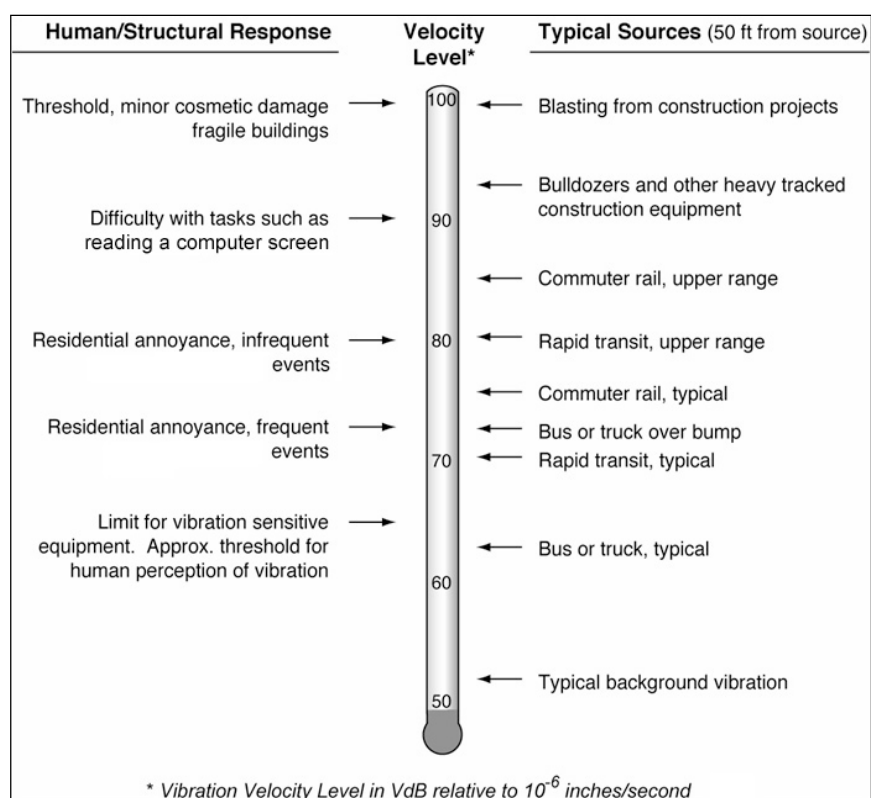 Human/Structural Response
Velocity
Level*
Typical Sources (50 ft from source)
Threshold, minor cosmetic damage
fragile buildings
100
Blasting from construction projects
Bulldozers and other heavy tracked
construction equipment
Difficulty with tasks such as
reading a computer screen
90
Commuter rail, upper range
Residential annoyance, infrequent
events
80
Rapid transit, upper range
Commuter rail, typical
Residential annoyance, frequent
events
Bus or truck over bump
70
Rapid transit, typical
Limit for vibration sensitive
equipment. Approx. threshold for
human perception of vibration
Bus or truck, typical
60
Typical background vibration
50
* Vibration Velocity Level in VdB relative to 10⁻⁶ inches/second